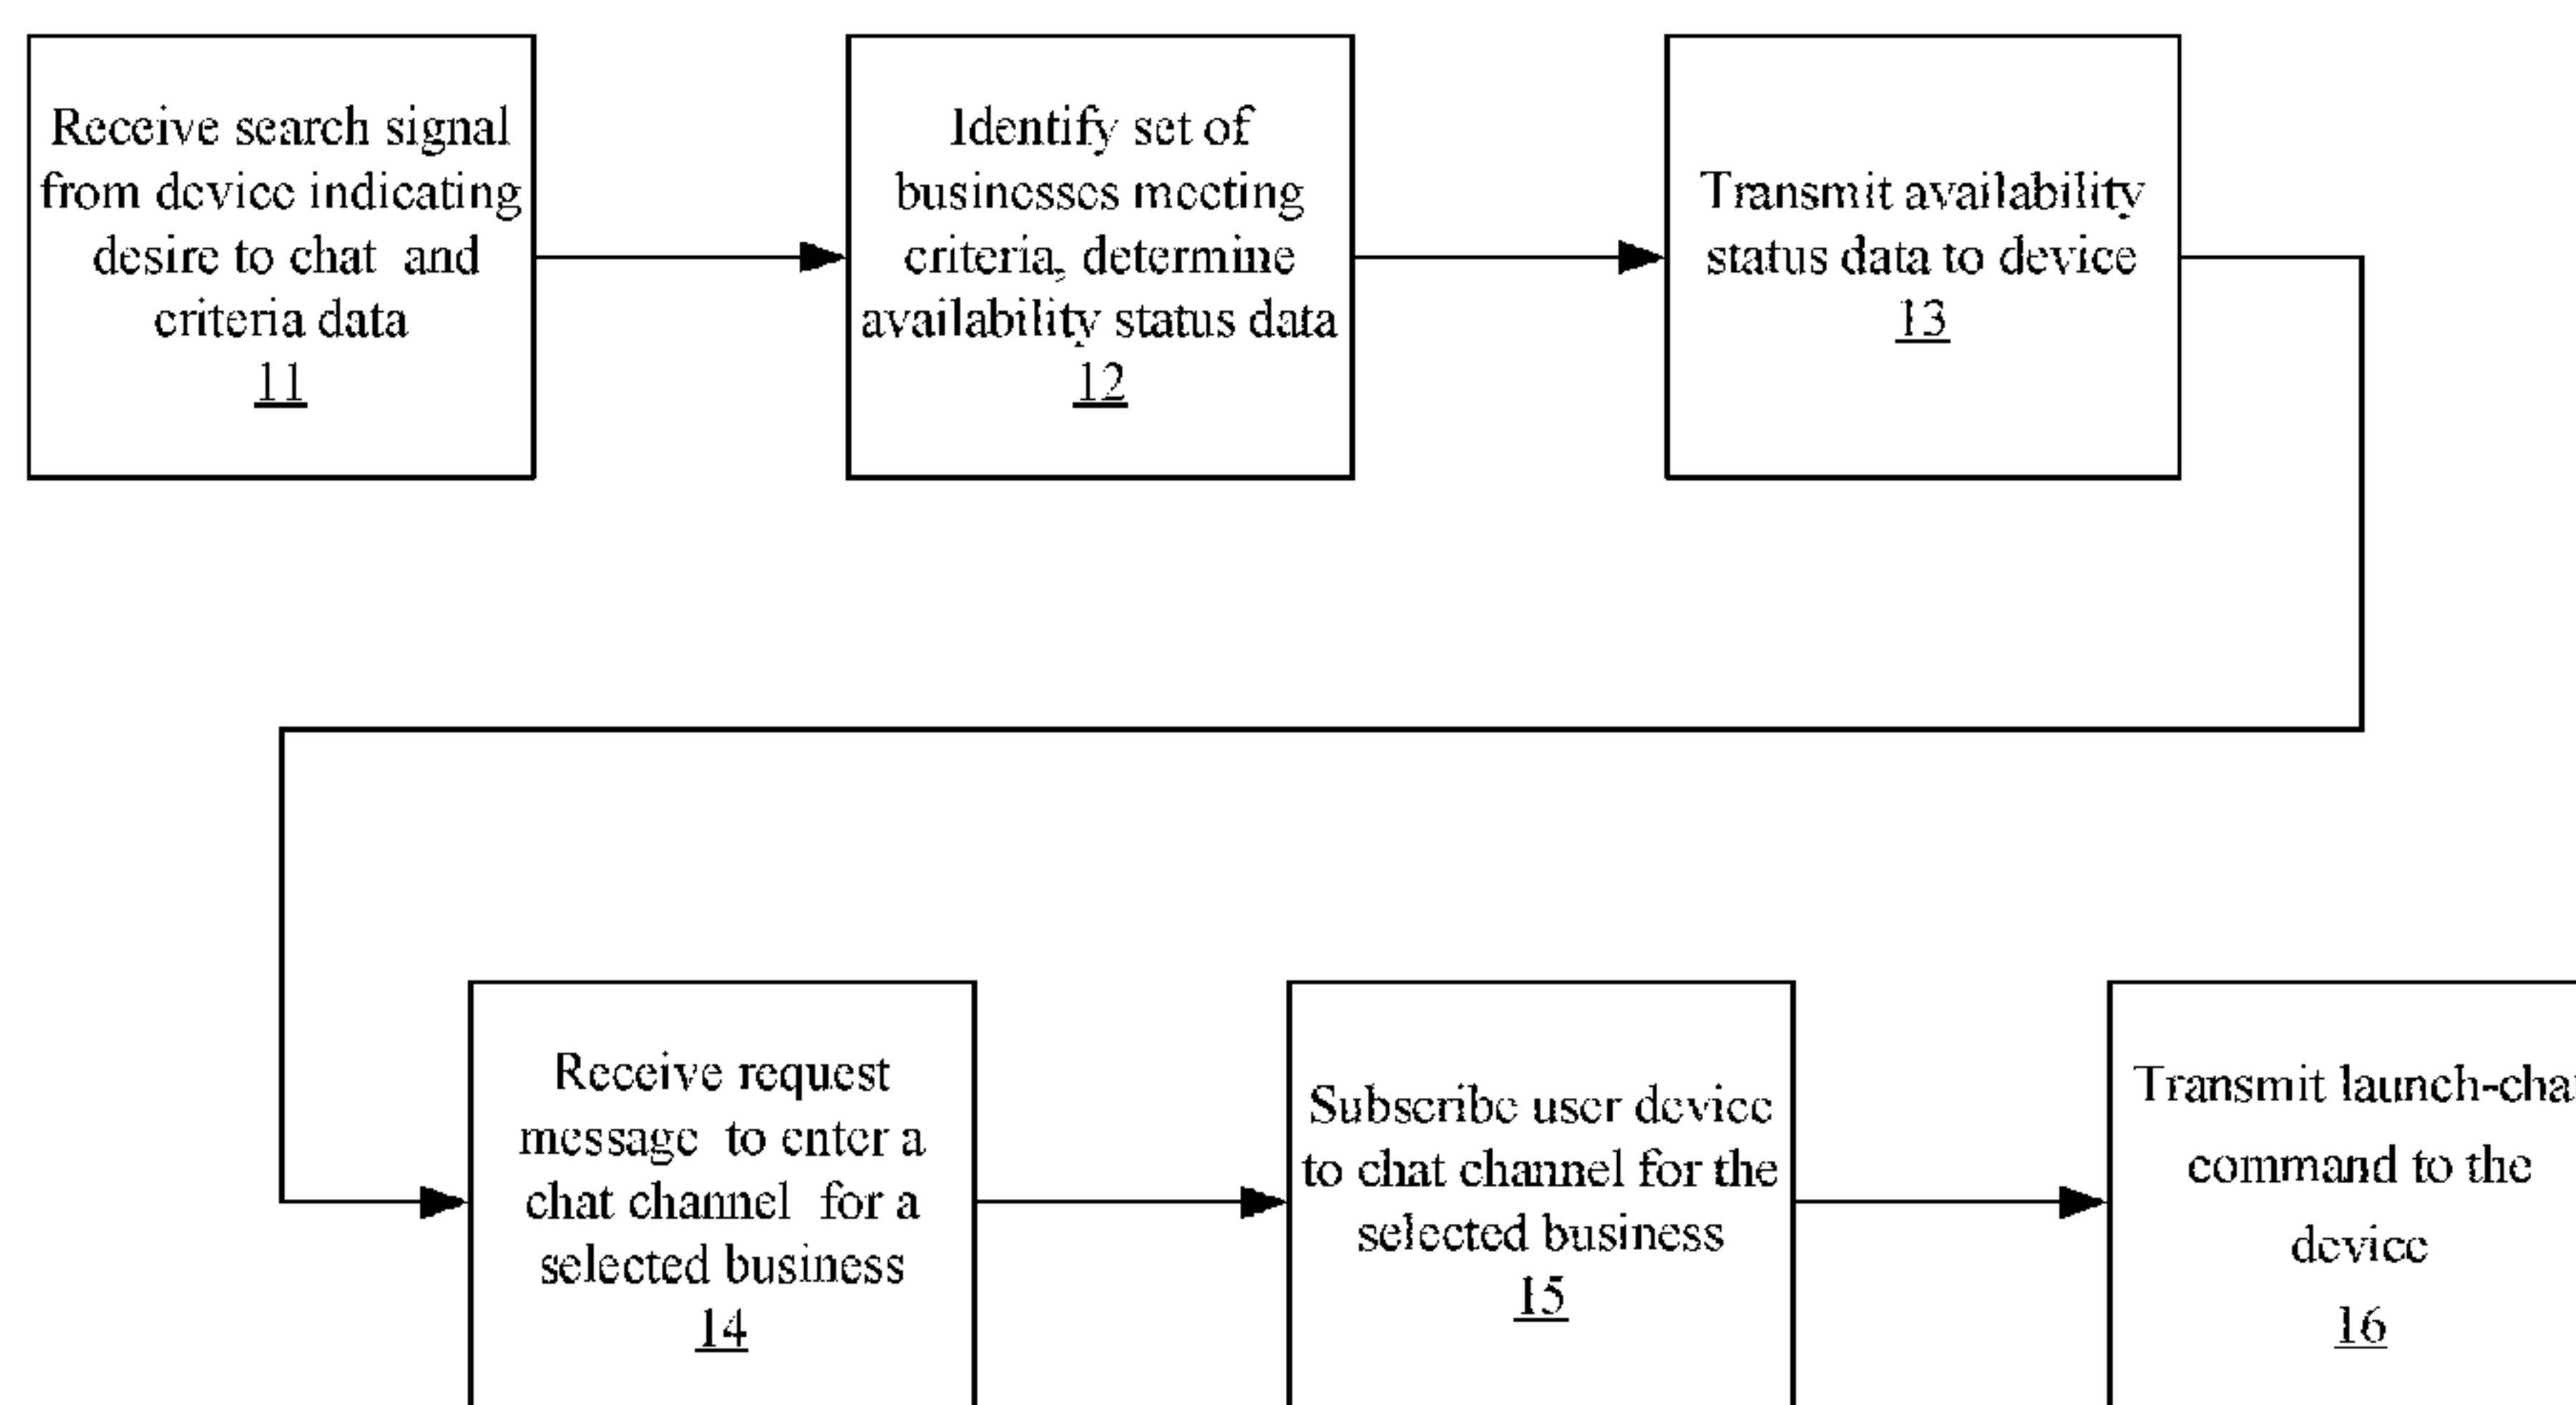 Receive search signal
from device indicating
desire to chat and
criteria data
11
Identify set of
businesses meeting
criteria, determine
availability status data
12
Transmit availability
status data to device
13
Receive request
message to enter a
chat channel for a
selected business
14
Subscribe user device
to chat channel for the
selected business
15
Transmit launch-chat
command to the
device
16